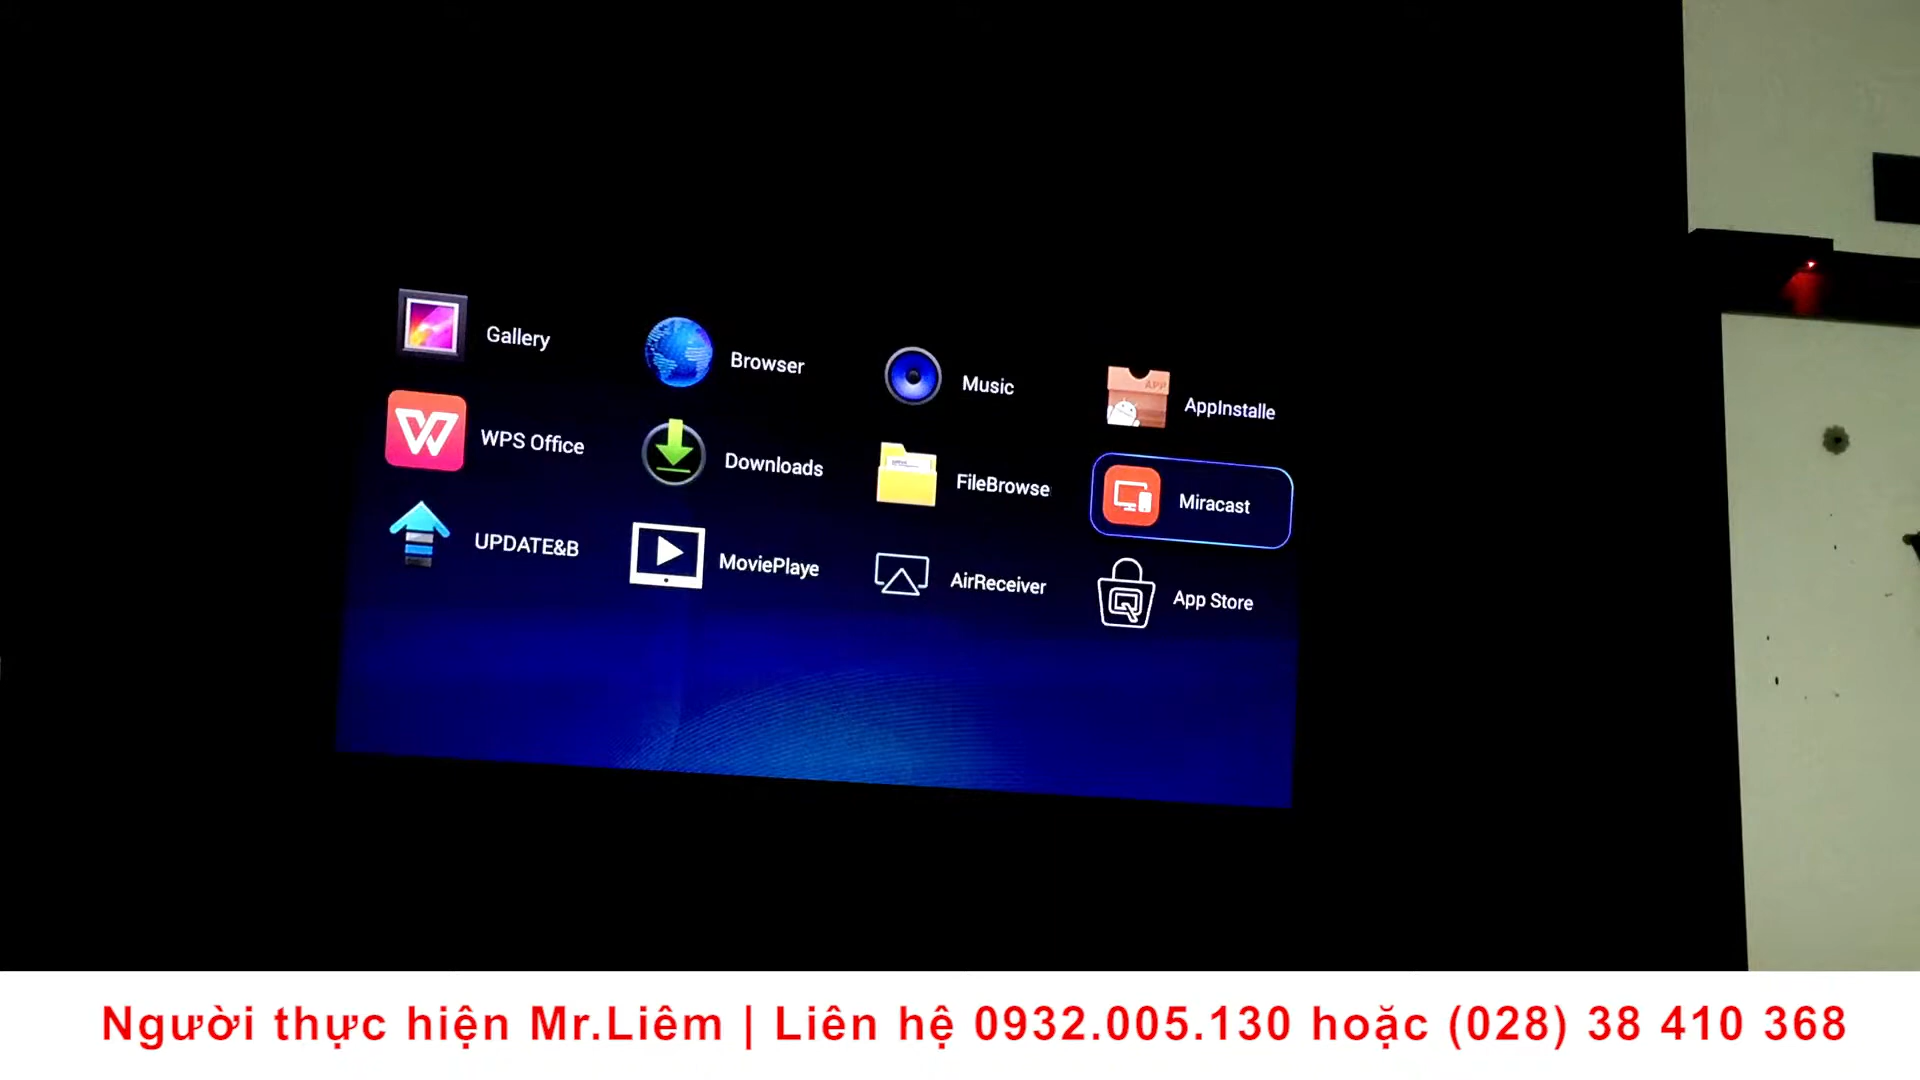 Gallery
Browser
Music
APP
AppInstalle
WPS Office
Downloads
FileBrowse
Miracast
UPDATE&B
MoviePlaye
AirReceiver
App Store
Người thực hiện Mr.Liêm | Liên hệ 0932.005.130 hoặc (028) 38 410 368